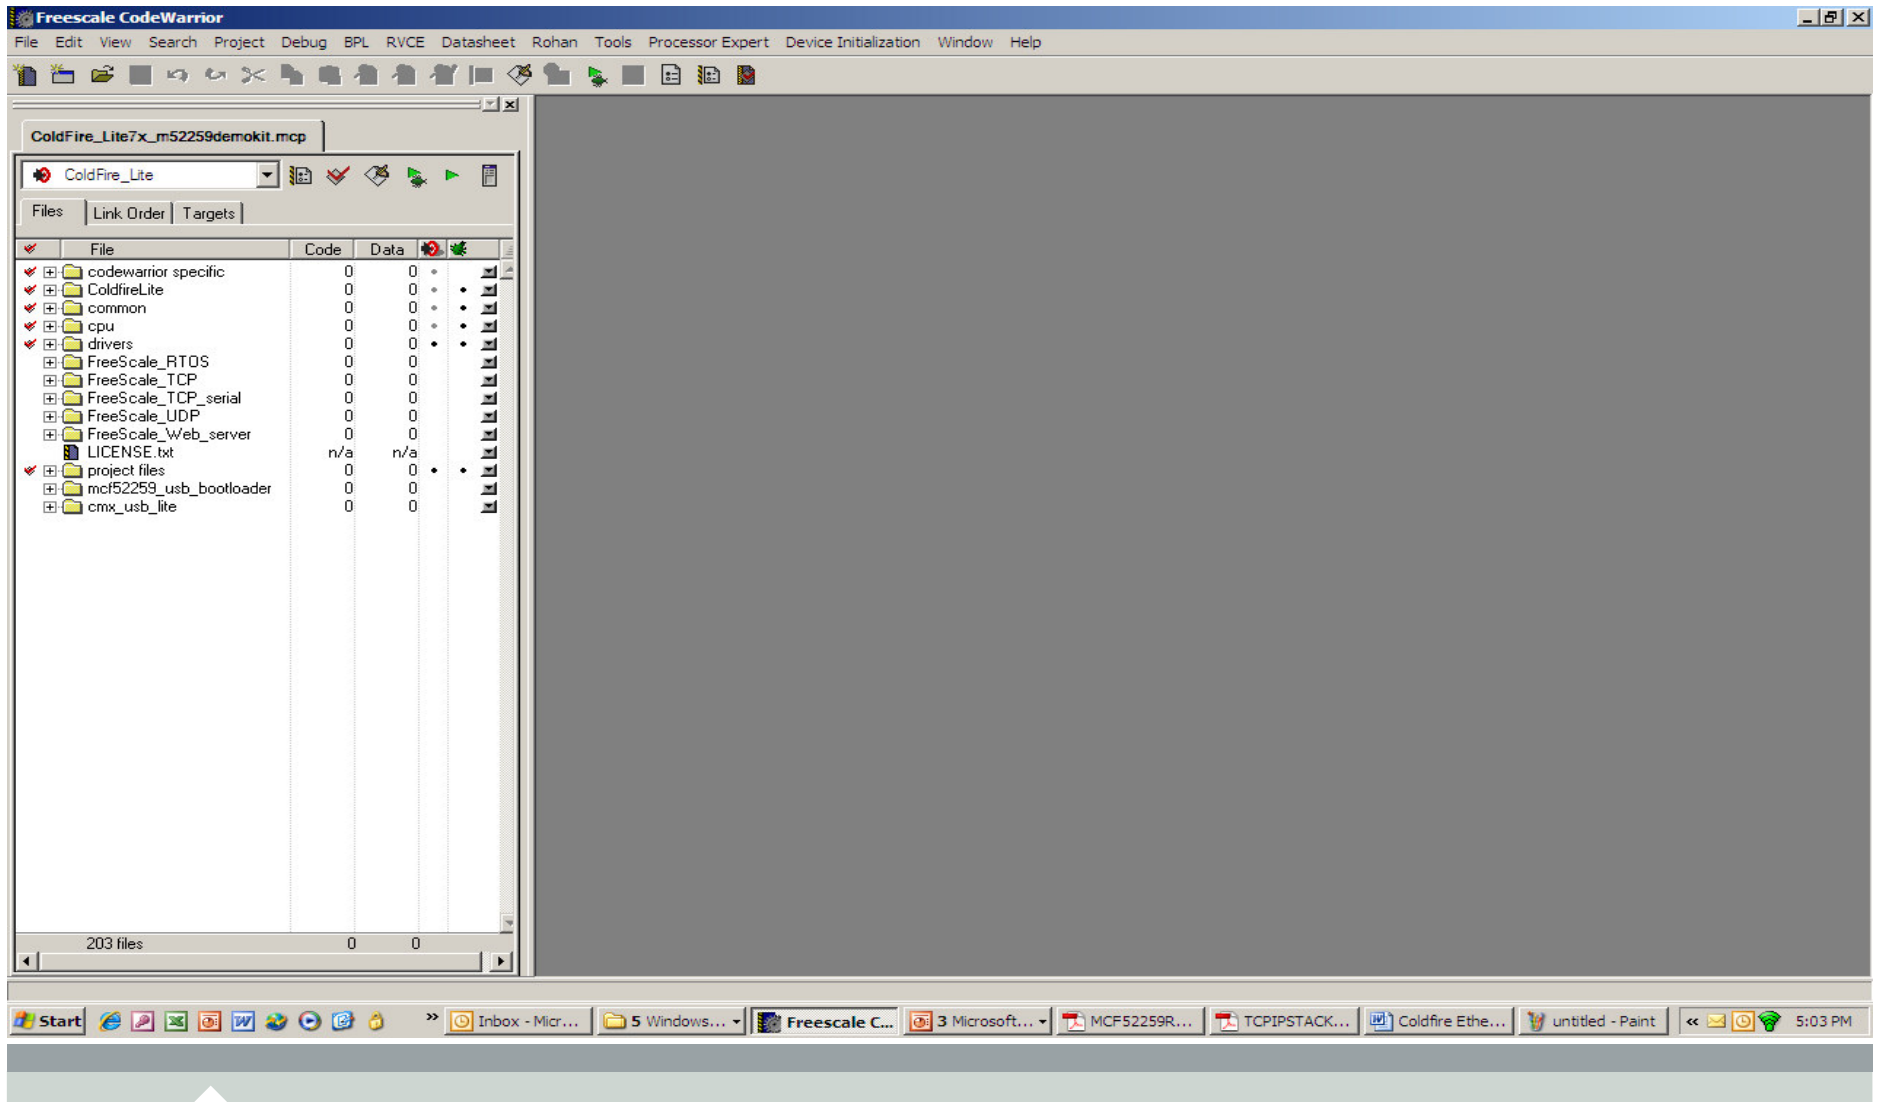 Freescale CodeWarrior
File Edit View Search Project Debug BPL RVCE Datasheet Rohan Tools Processor Expert Device Initialization Window Help
ColdFire_Lite7x_m52259demokit.mcp
ColdFire_Lite
Files Link Order Targets
File Code Data
codewarrior specific 0 0
ColdfireLite 0 0
common 0 0
cpu 0 0
drivers 0 0
FreeScale_RTOS 0 0
FreeScale_TCP 0 0
FreeScale_TCP_serial 0 0
FreeScale_UDP 0 0
FreeScale_Web_server 0 0
LICENSE.txt n/a n/a
project files 0 0
mcf52259_usb_bootloader 0 0
cmx_usb_lite 0 0
203 files 0 0
Start » Inbox - Micr... 5 Windows... Freescale C... 3 Microsoft... MCF52259R... TCPIPSTACK... Coldfire Ethe... untitled - Paint « 5:03 PM